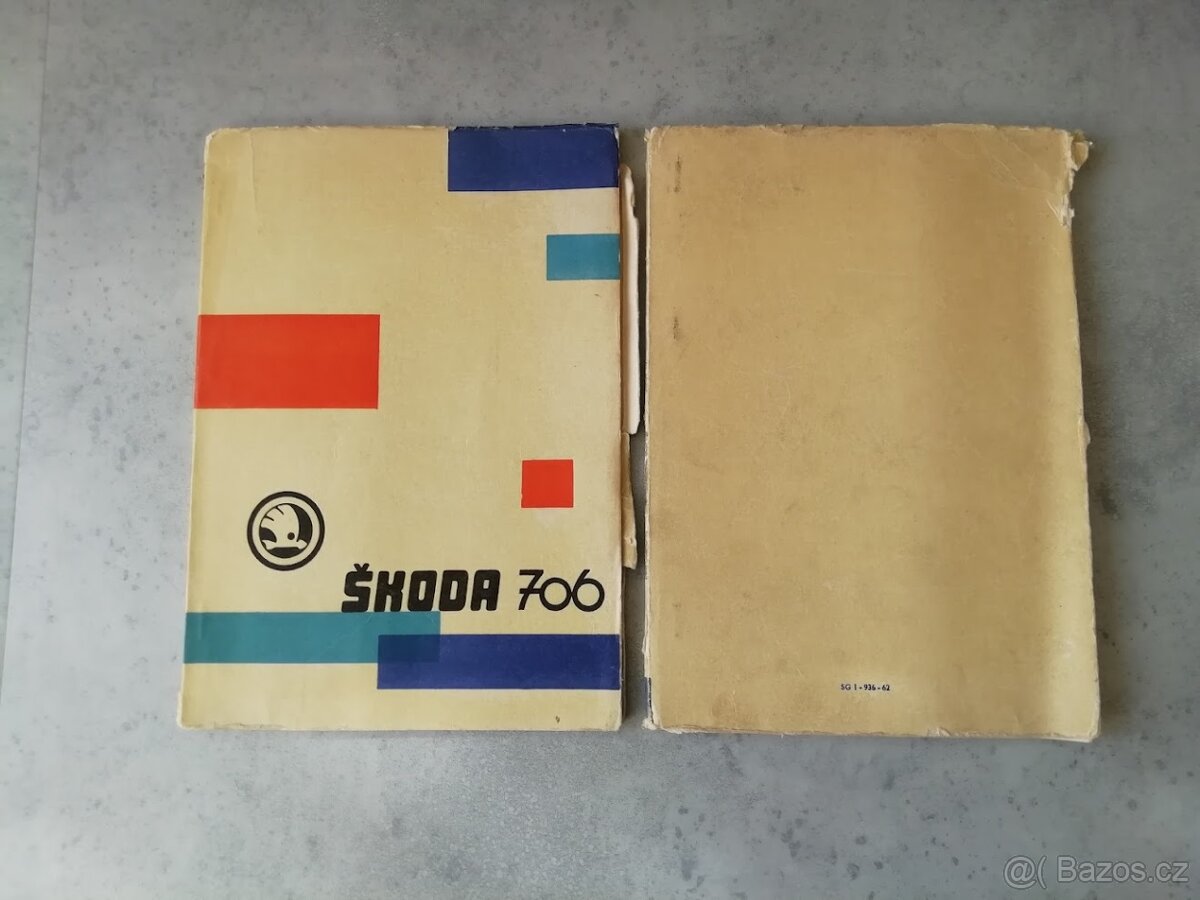 ŠKODA 706
SG 1 - 936 - 62
@( Bazos.cz